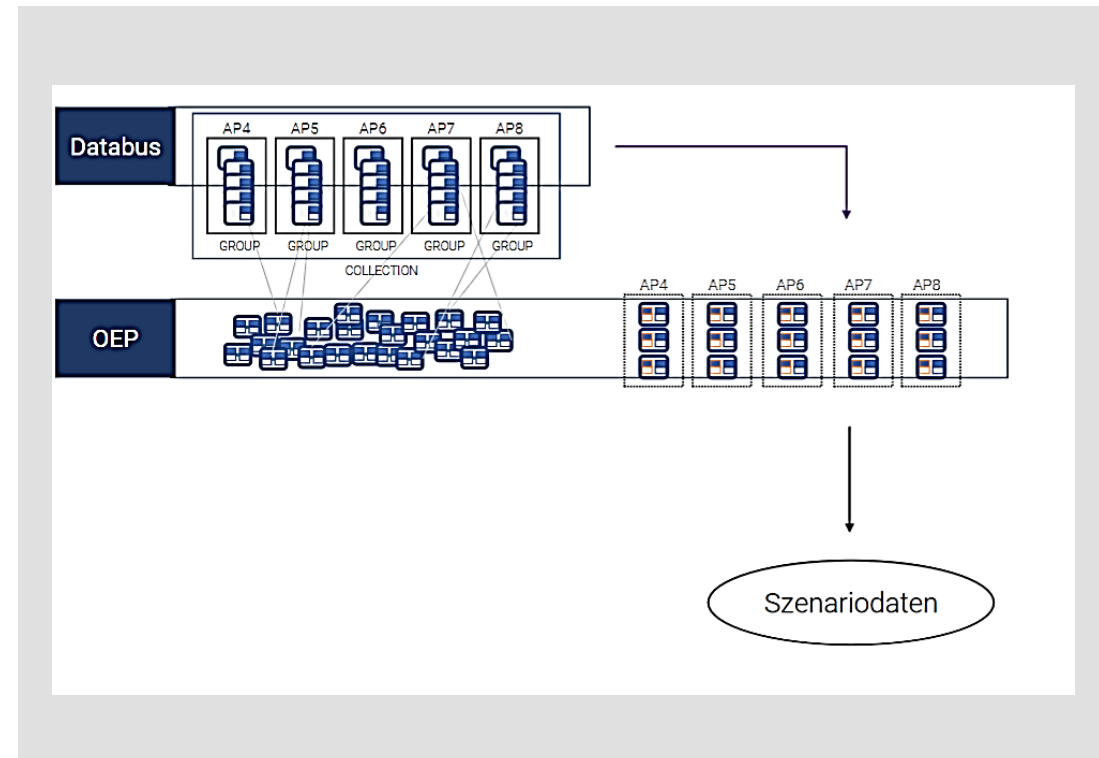 Databus
AP4 AP5 AP6 AP7 AP8
GROUP GROUP GROUP GROUP GROUP
COLLECTION
OEP
AP4 AP5 AP6 AP7 AP8
Szenariodaten